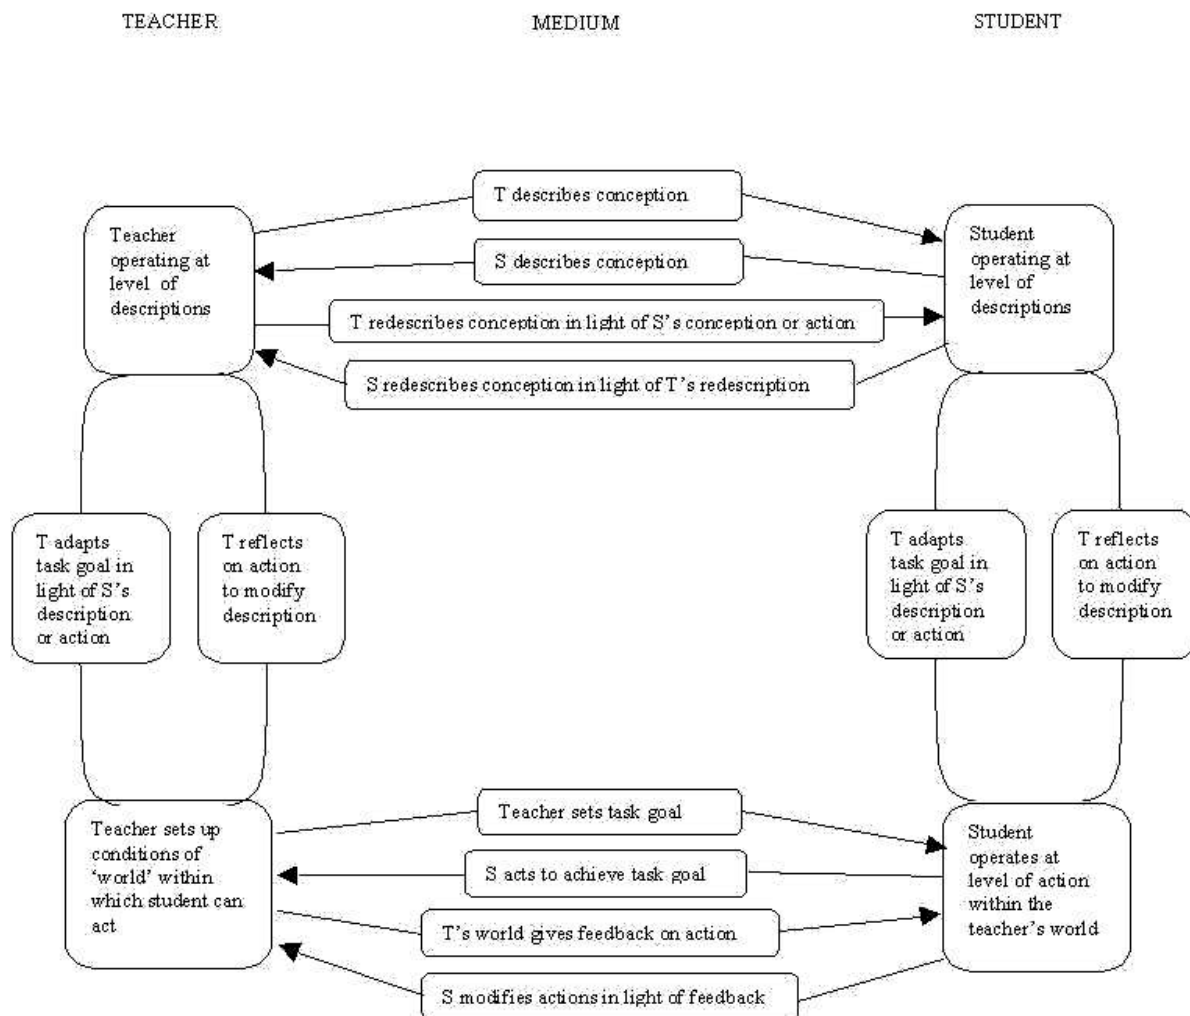 TEACHER
MEDIUM
STUDENT
T describes conception
Teacher
operating at
level of
descriptions
S describes conception
Student
operating at
level of
descriptions
T redescribes conception in light of S's conception or action
S redescribes conception in light of T's redescription
T adapts
task goal in
light of S's
description
or action
T reflects
on action
to modify
description
T adapts
task goal in
light of S's
description
or action
T reflects
on action
to modify
description
Teacher sets up
conditions of
'world' within
which student can
act
Teacher sets task goal
S acts to achieve task goal
T's world gives feedback on action
S modifies actions in light of feedback
Student
operates at
level of action
within the
teacher's world